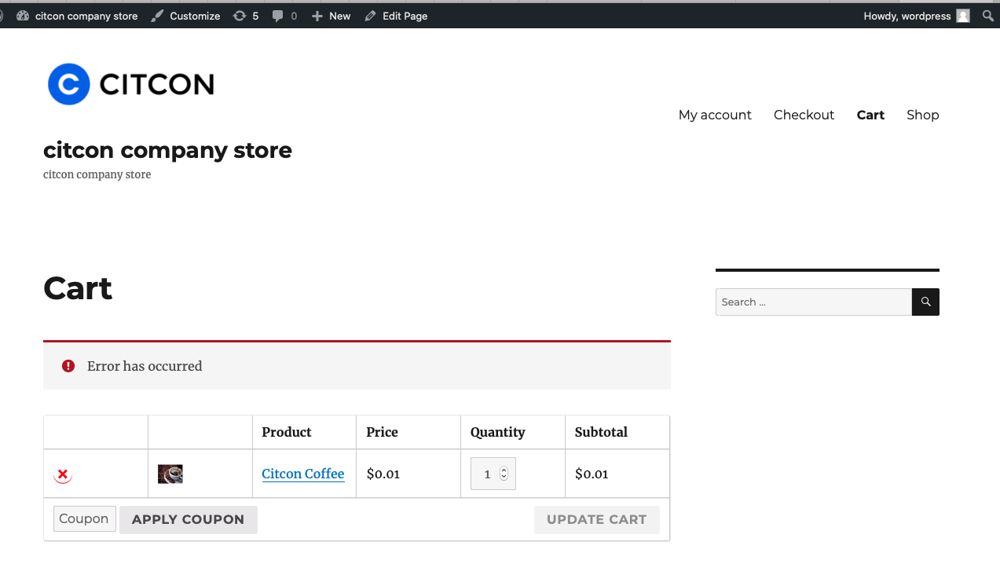 citcon company store Customize 5 0 New Edit Page Howdy, wordpress
C CITCON
My account Checkout Cart Shop
citcon company store
citcon company store
Cart
Search ...
Error has occurred
Product Price Quantity Subtotal
Citcon Coffee $0.01 1 $0.01
Coupon APPLY COUPON UPDATE CART